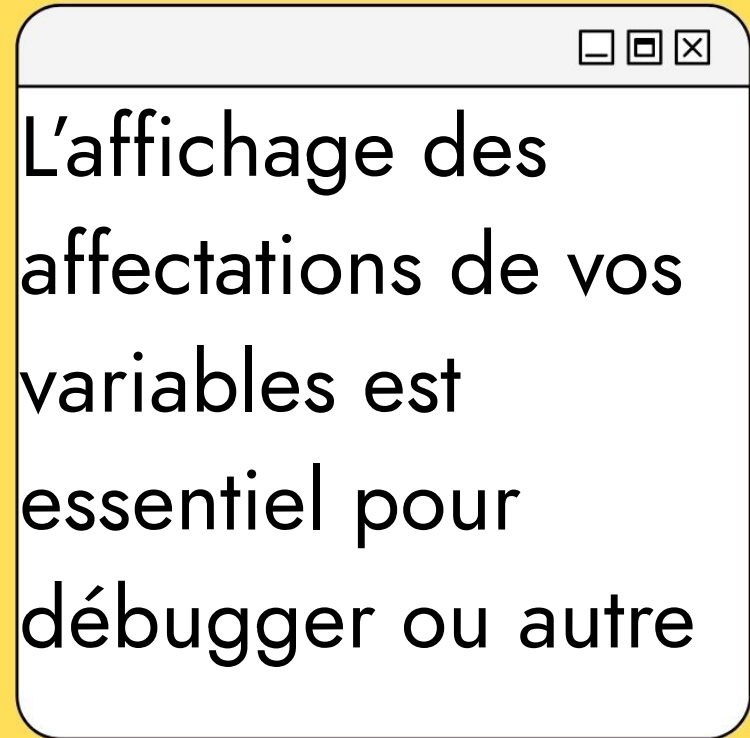 L’affichage des
affectations de vos
variables est
essentiel pour
débugger ou autre